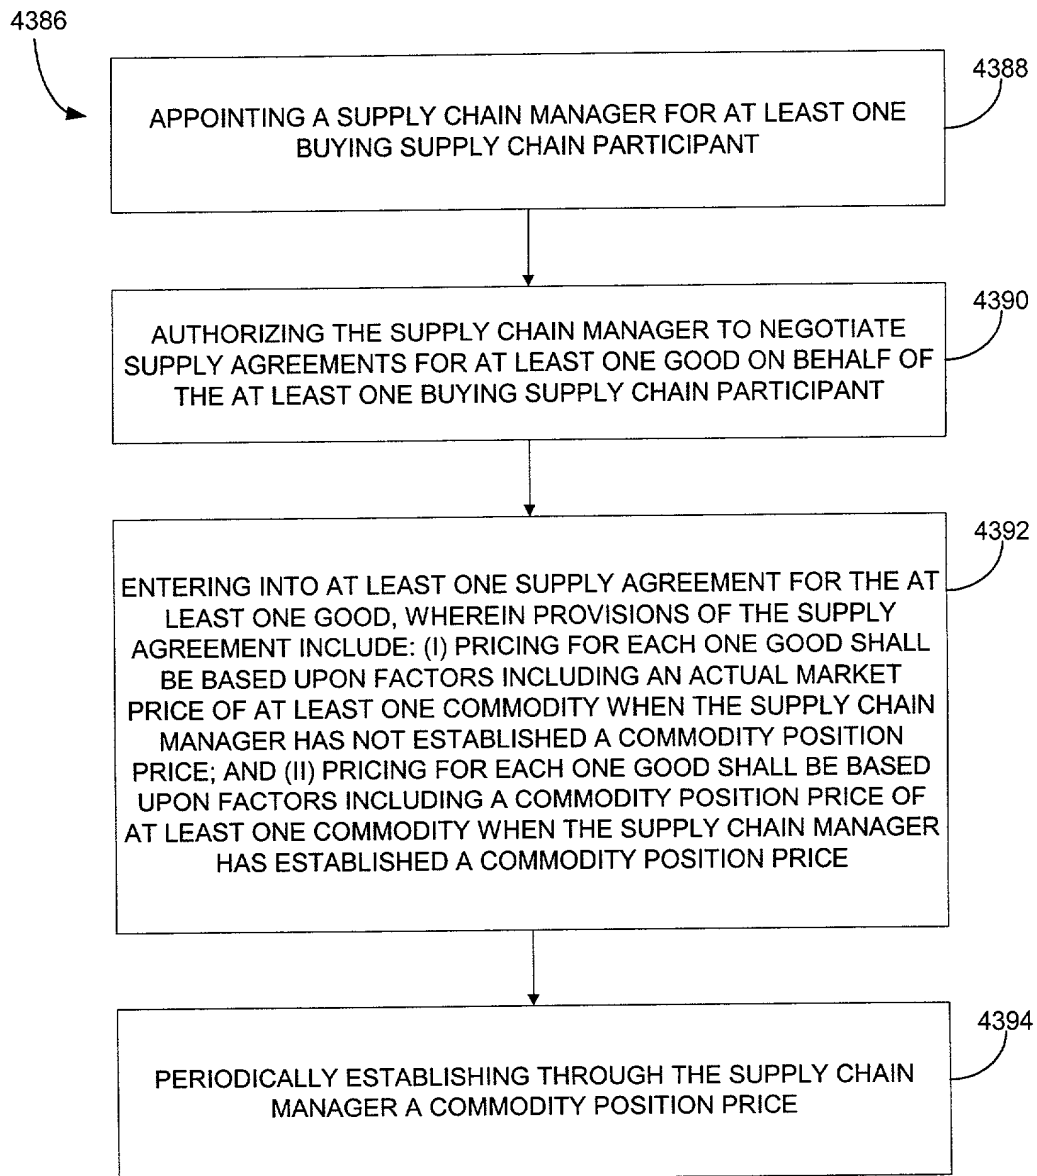 4386
4388
APPOINTING A SUPPLY CHAIN MANAGER FOR AT LEAST ONE
BUYING SUPPLY CHAIN PARTICIPANT
4390
AUTHORIZING THE SUPPLY CHAIN MANAGER TO NEGOTIATE
SUPPLY AGREEMENTS FOR AT LEAST ONE GOOD ON BEHALF OF
THE AT LEAST ONE BUYING SUPPLY CHAIN PARTICIPANT
4392
ENTERING INTO AT LEAST ONE SUPPLY AGREEMENT FOR THE AT
LEAST ONE GOOD, WHEREIN PROVISIONS OF THE SUPPLY
AGREEMENT INCLUDE: (I) PRICING FOR EACH ONE GOOD SHALL
BE BASED UPON FACTORS INCLUDING AN ACTUAL MARKET
PRICE OF AT LEAST ONE COMMODITY WHEN THE SUPPLY CHAIN
MANAGER HAS NOT ESTABLISHED A COMMODITY POSITION
PRICE; AND (II) PRICING FOR EACH ONE GOOD SHALL BE BASED
UPON FACTORS INCLUDING A COMMODITY POSITION PRICE OF
AT LEAST ONE COMMODITY WHEN THE SUPPLY CHAIN MANAGER
HAS ESTABLISHED A COMMODITY POSITION PRICE
4394
PERIODICALLY ESTABLISHING THROUGH THE SUPPLY CHAIN
MANAGER A COMMODITY POSITION PRICE